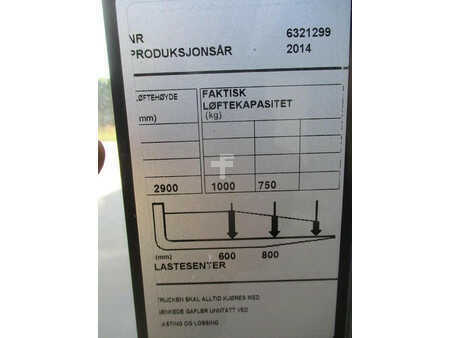 NR 6321299
PRODUKSJONSÅR 2014
LØFTEHØYDE FAKTISK
LØFTEKAPASITET
(mm) (kg)
2900 1000 750
(mm) 600 800
LASTESENTER
TRUCKEN SKAL ALLTID KJØRES MED
SENKEDE GAFLER UNNTATT VED
LASTING OG LOSSING